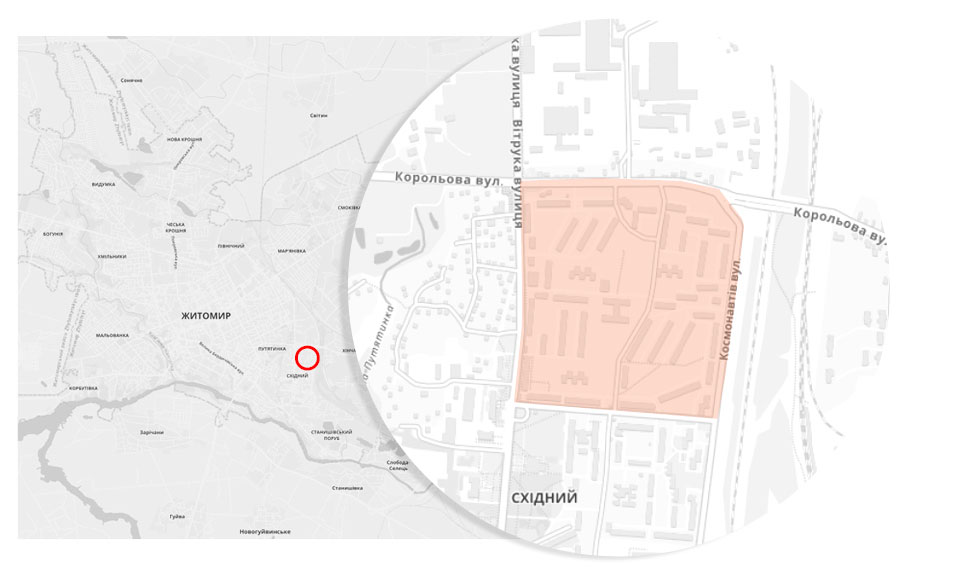 Сонячне
Світин
НОВА КРОШНЯ
ВИДУМКА
СМОКІВКА
ЧЕСЬКА
КРОШНЯ
БОГУНІЯ
ПІВНІЧНИЙ
МАР'ЯНІВКА
ХМІЛЬНИКИ
ЖИТОМИР
МАЛЬОВАНКА
ПУТЯТИНКА
СХІДНИЙ
КОРБУТІВКА
Зарічани
СТАНИШІВСЬКИЙ
ПОРУБ
Слобода
Селець
Станишівка
Гуйва
Новогуйвинське
ка вулиця
Вітрука вулиця
Корольова вул.
Корольова ву
Космонавтів вул.
а-Путятинка
СХІДНИЙ